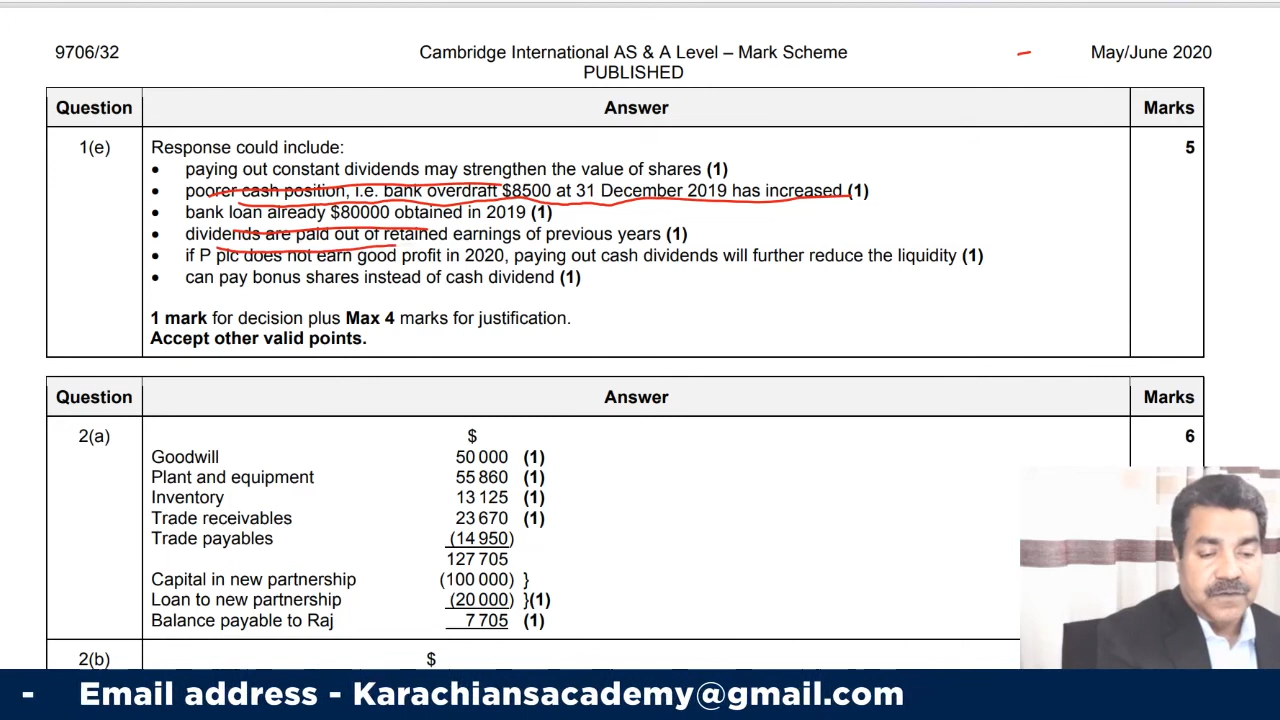 9706/32 Cambridge International AS & A Level – Mark Scheme May/June 2020
PUBLISHED
Question Answer Marks
1(e) Response could include: 5
• paying out constant dividends may strengthen the value of shares (1)
• poorer cash position, i.e. bank overdraft $8500 at 31 December 2019 has increased (1)
• bank loan already $80000 obtained in 2019 (1)
• dividends are paid out of retained earnings of previous years (1)
• if P plc does not earn good profit in 2020, paying out cash dividends will further reduce the liquidity (1)
• can pay bonus shares instead of cash dividend (1)
1 mark for decision plus Max 4 marks for justification.
Accept other valid points.
Question Answer Marks
2(a) $ 6
Goodwill 50 000 (1)
Plant and equipment 55 860 (1)
Inventory 13 125 (1)
Trade receivables 23 670 (1)
Trade payables (14 950)
127 705
Capital in new partnership (100 000) }
Loan to new partnership (20 000) }(1)
Balance payable to Raj 7 705 (1)
2(b) $
- Email address - Karachiansacademy@gmail.com